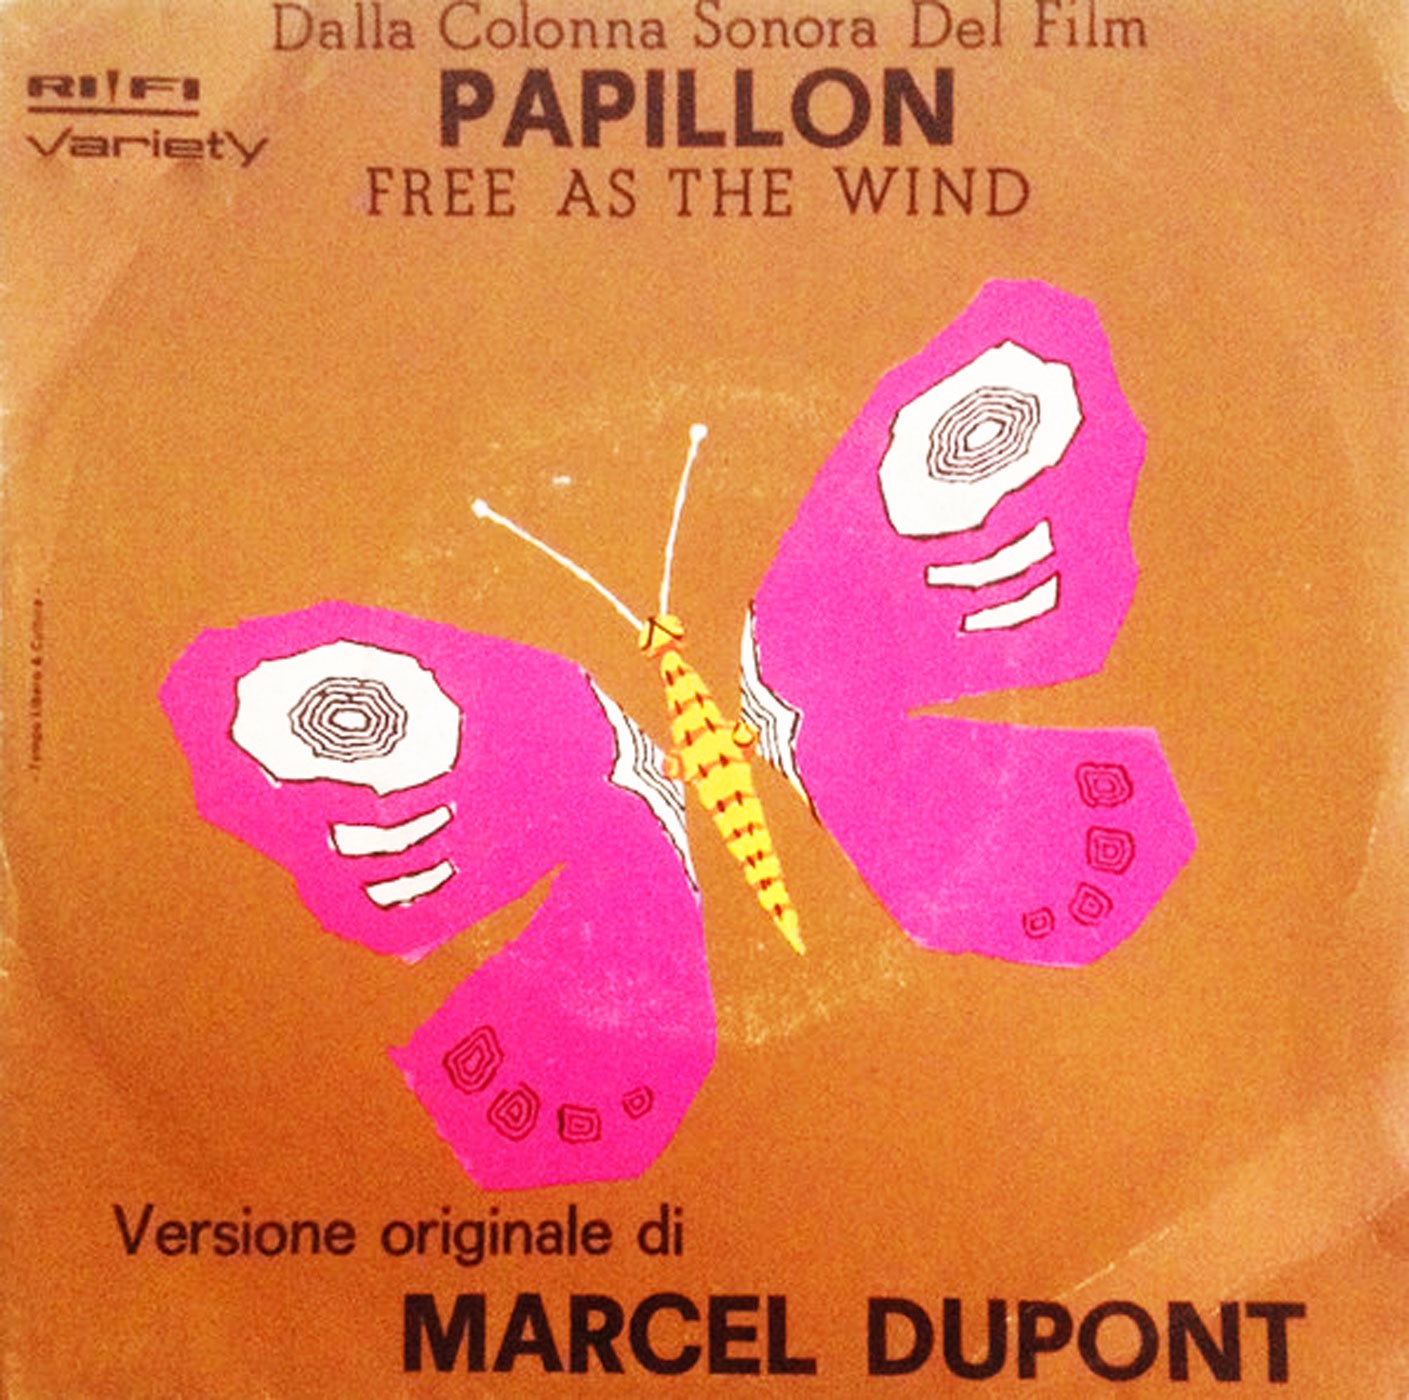 Dalla Colonna Sonora Del Film
RI!FI
Variety
PAPILLON
FREE AS THE WIND
Versione originale di
MARCEL DUPONT